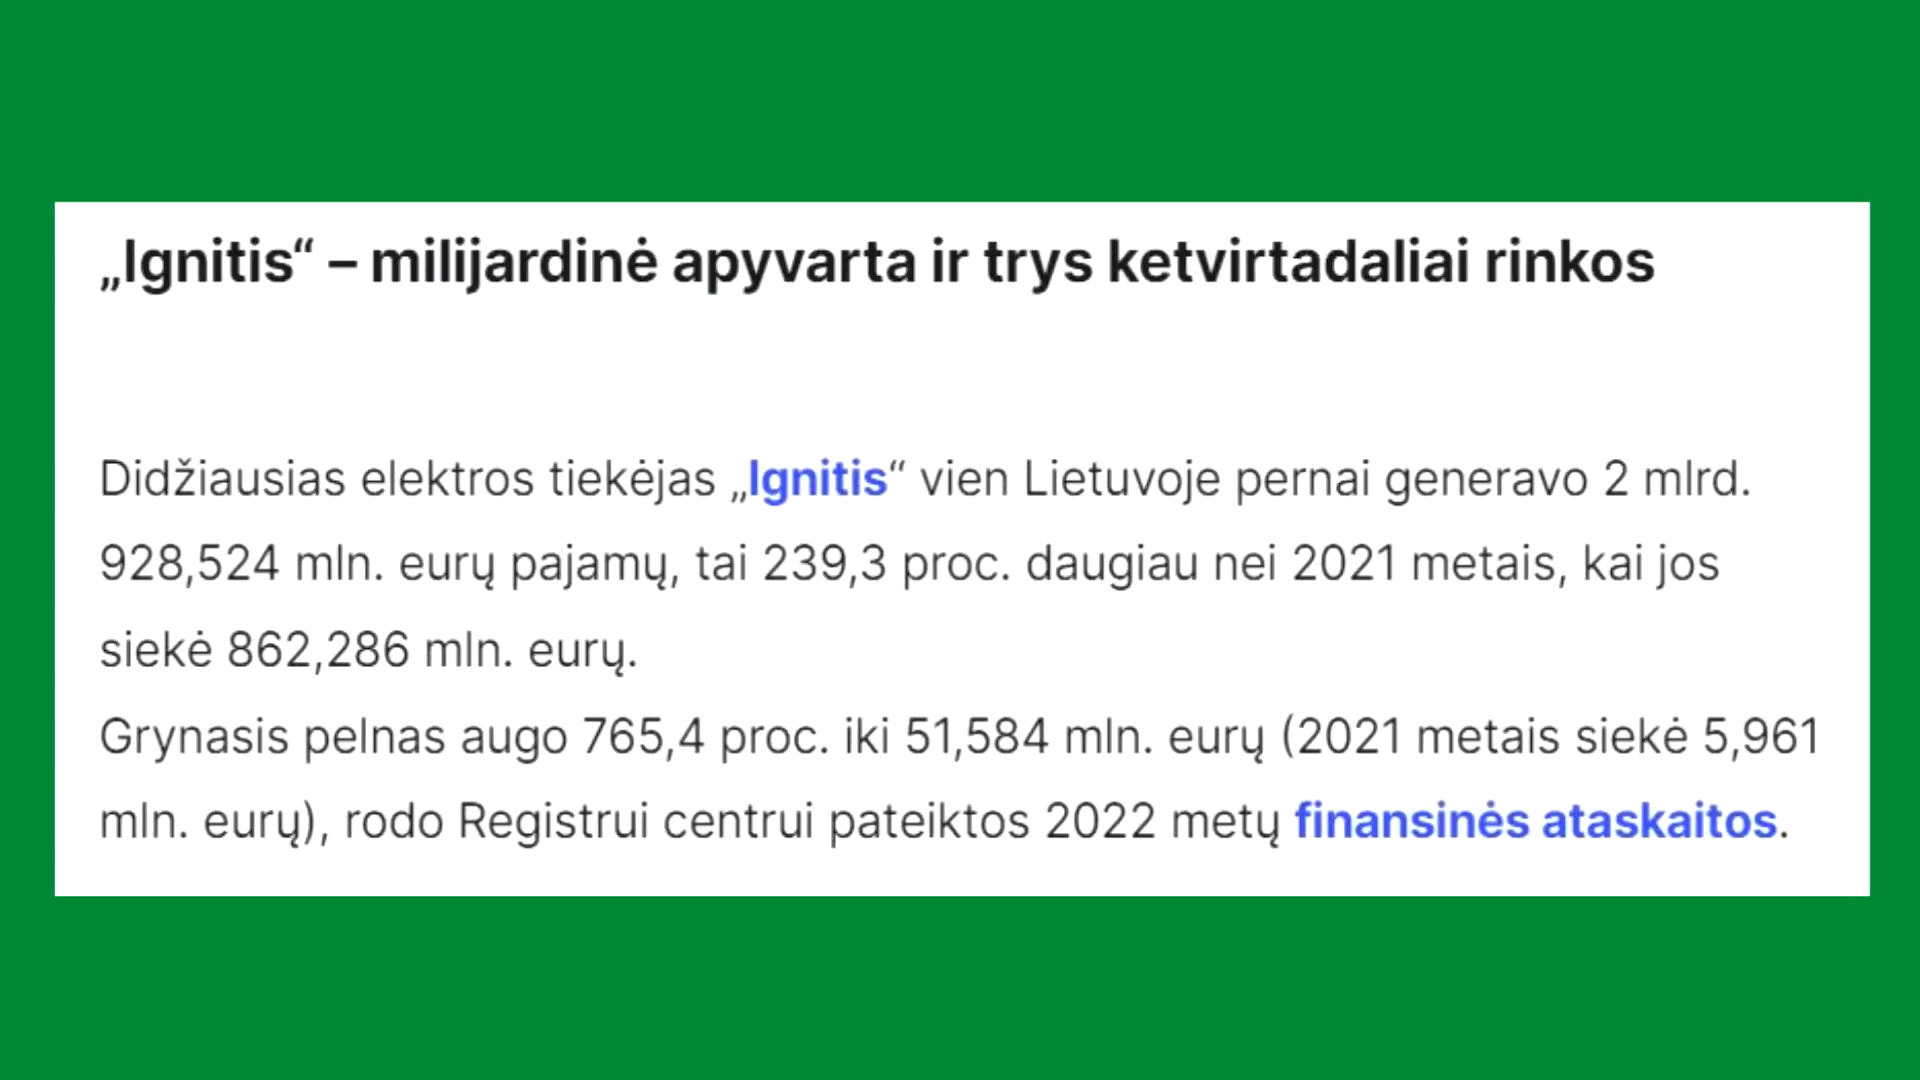 „Ignitis“ – milijardinė apyvarta ir trys ketvirtadaliai rinkos
Didžiausias elektros tiekėjas „Ignitis“ vien Lietuvoje pernai generavo 2 mlrd.
928,524 mln. eurų pajamų, tai 239,3 proc. daugiau nei 2021 metais, kai jos
siekė 862,286 mln. eurų.
Grynasis pelnas augo 765,4 proc. iki 51,584 mln. eurų (2021 metais siekė 5,961
mln. eurų), rodo Registrui centrui pateiktos 2022 metų finansinės ataskaitos.